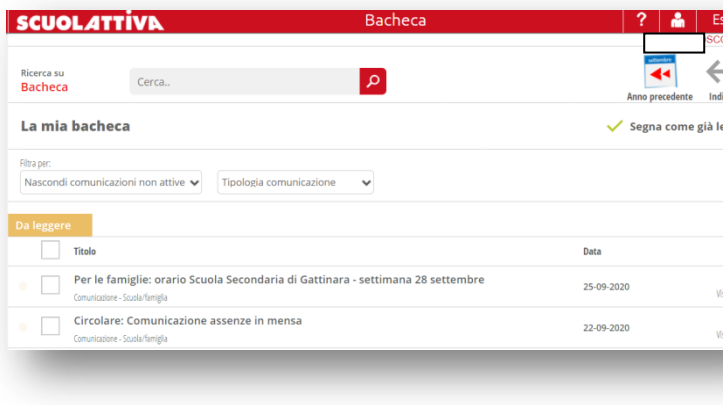 SCUOLATTIVA Bacheca ? Es
SCO
Ricerca su
Bacheca
Cerca..
settembre
Anno precedente Indi
La mia bacheca
Segna come già le
Filtra per:
Nascondi comunicazioni non attive Tipologia comunicazione
Da leggere
Titolo Data
Per le famiglie: orario Scuola Secondaria di Gattinara - settimana 28 settembre
Comunicazione - Scuola/famiglia
25-09-2020
Vis
Circolare: Comunicazione assenze in mensa
Comunicazione - Scuola/famiglia
22-09-2020
Vis